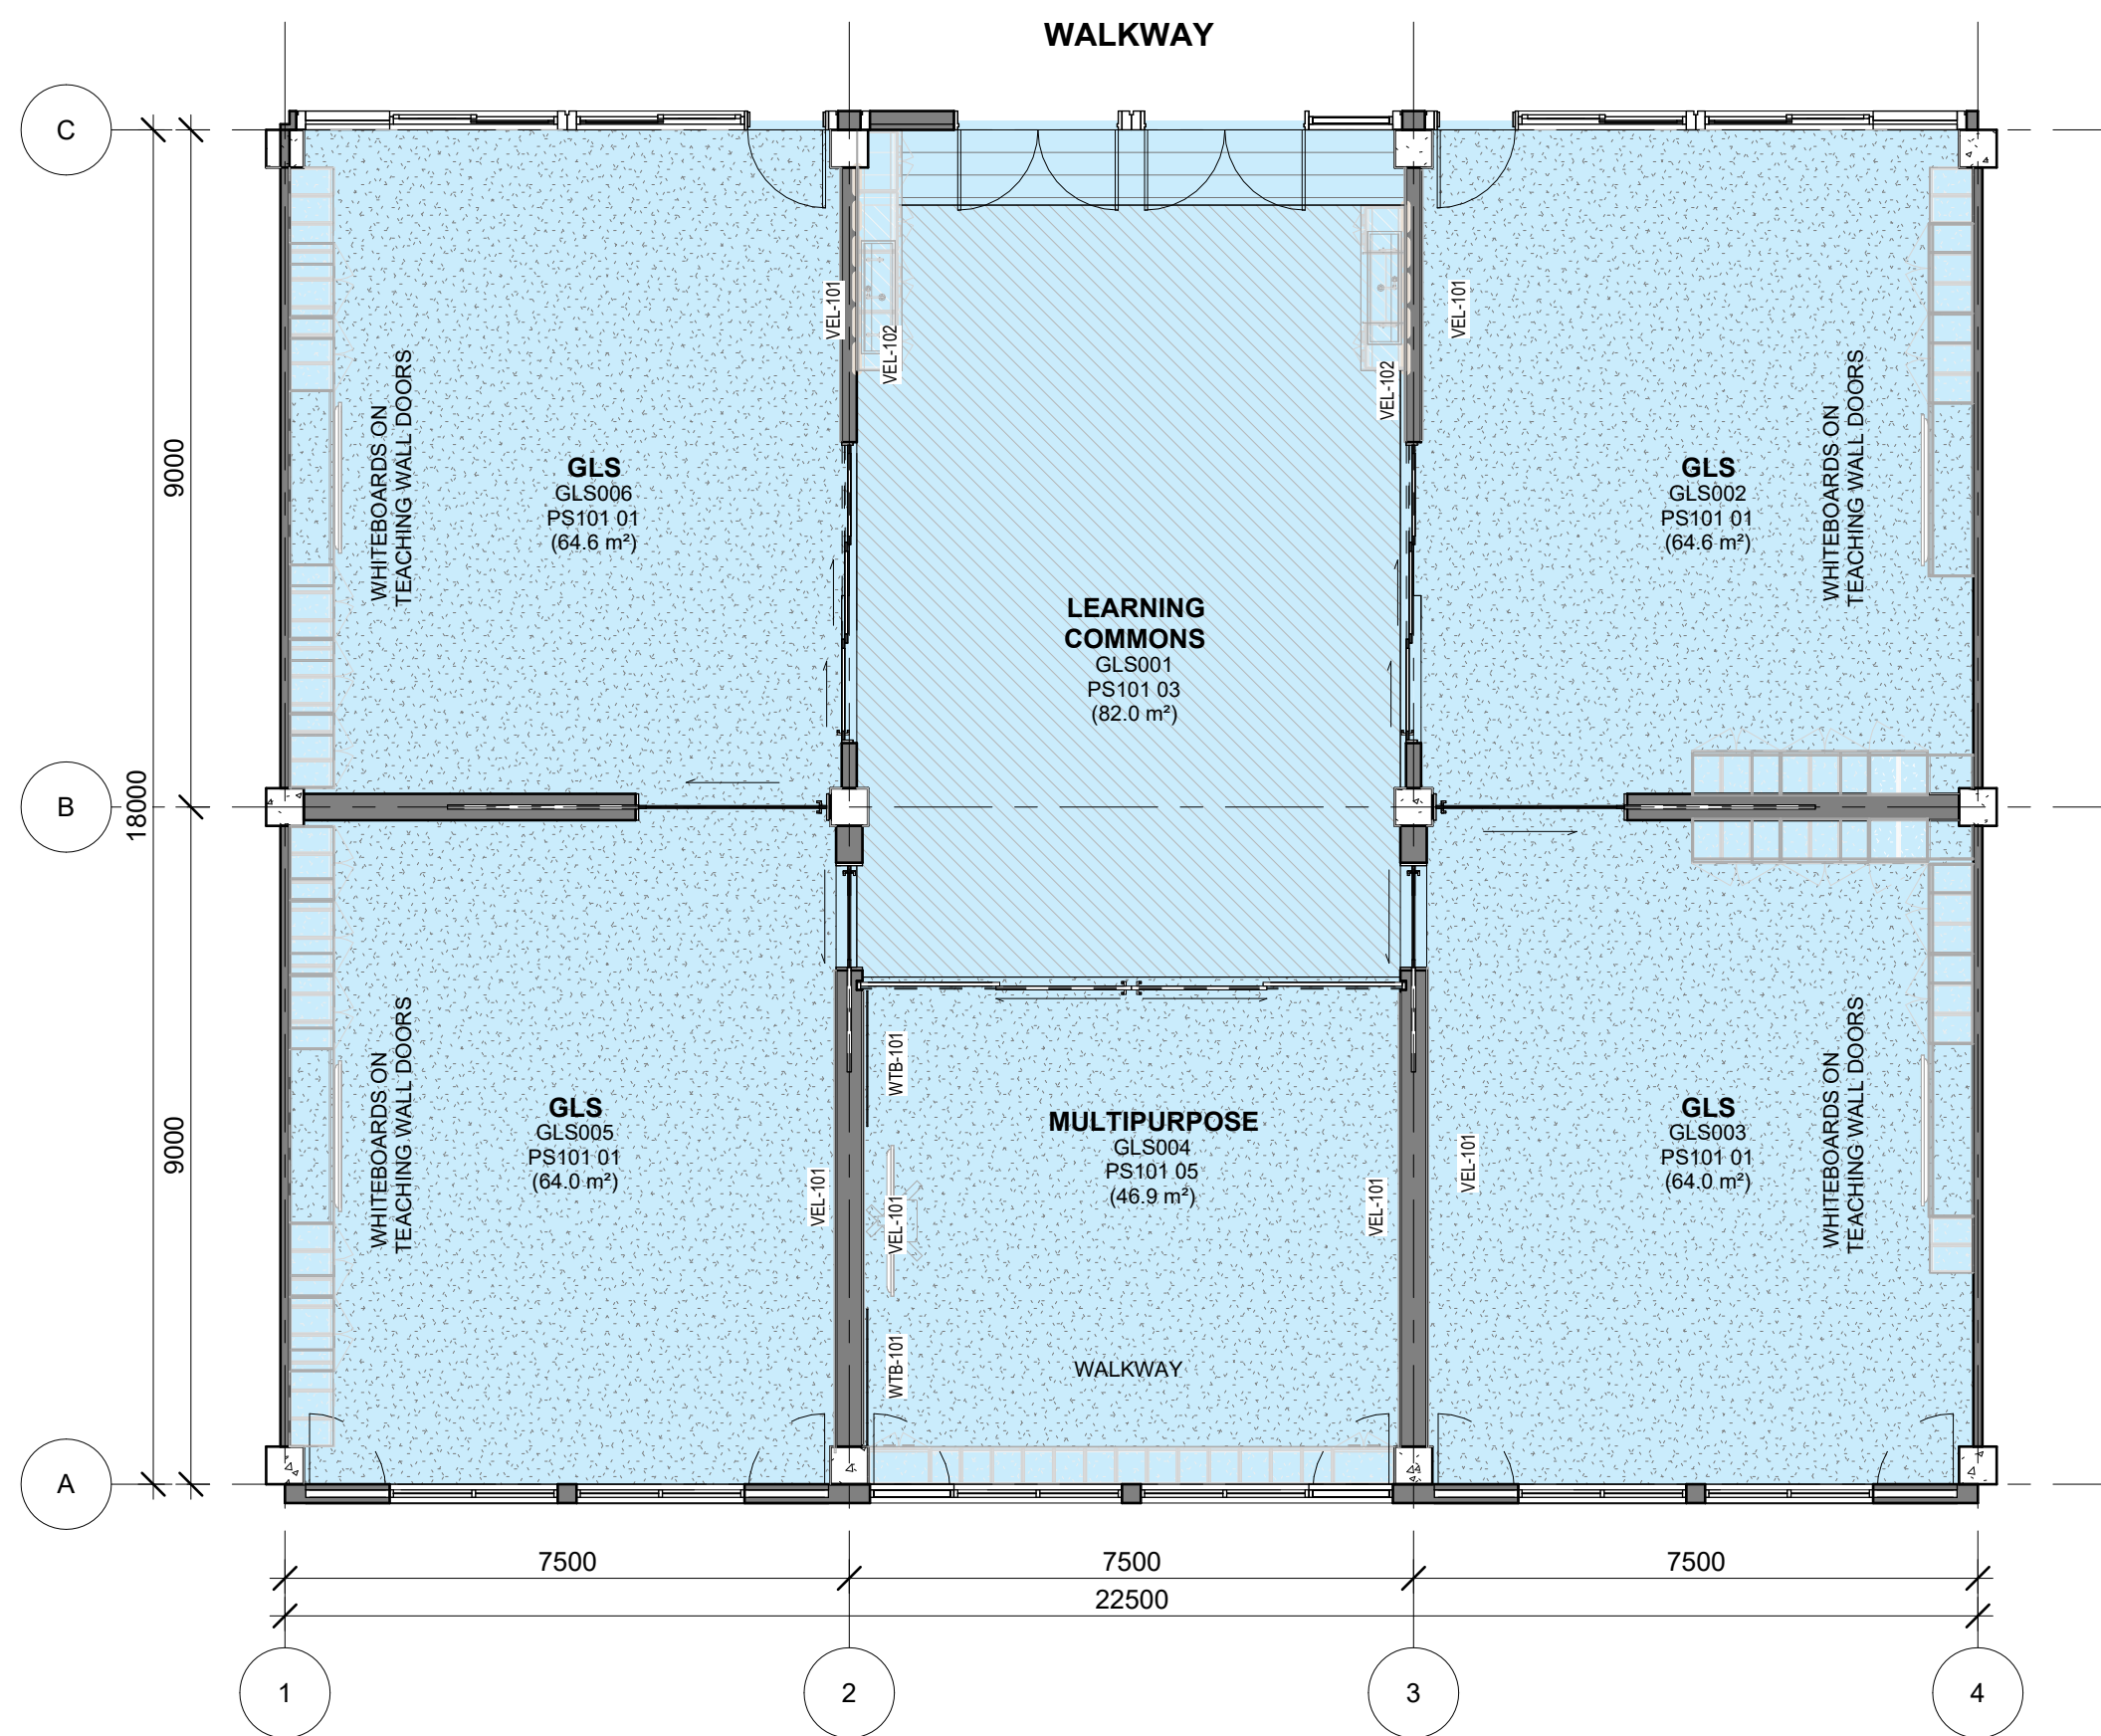 WALKWAY
C
B
A
9000
18000
9000
VEL-101
VEL-102
VEL-102
VEL-101
WHITEBOARDS ON
TEACHING WALL DOORS
GLS
GLS006
PS101 01
(64.6 m²)
LEARNING
COMMONS
GLS001
PS101 03
(82.0 m²)
GLS
GLS002
PS101 01
(64.6 m²)
WHITEBOARDS ON
TEACHING WALL DOORS
WHITEBOARDS ON
TEACHING WALL DOORS
GLS
GLS005
PS101 01
(64.0 m²)
VEL-101
WTB-101
VEL-101
WTB-101
MULTIPURPOSE
GLS004
PS101 05
(46.9 m²)
WALKWAY
VEL-101
VEL-101
GLS
GLS003
PS101 01
(64.0 m²)
WHITEBOARDS ON
TEACHING WALL DOORS
7500
7500
7500
22500
1
2
3
4